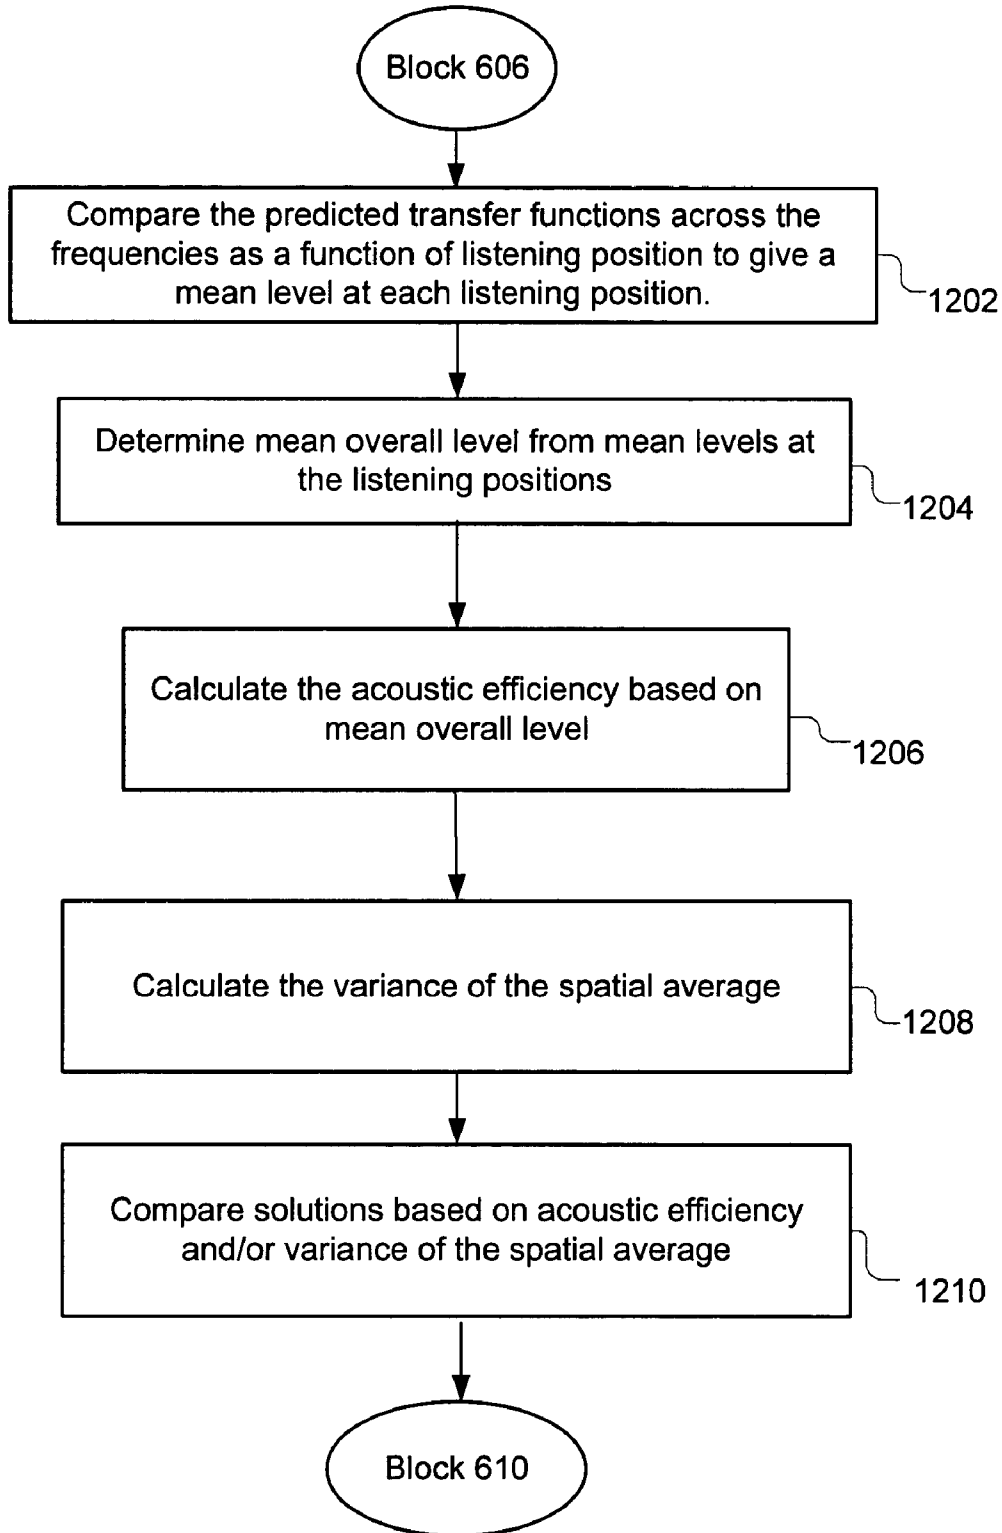 Block 606
Compare the predicted transfer functions across the
frequencies as a function of listening position to give a
mean level at each listening position.
1202
Determine mean overall level from mean levels at
the listening positions
1204
Calculate the acoustic efficiency based on
mean overall level
1206
Calculate the variance of the spatial average
1208
Compare solutions based on acoustic efficiency
and/or variance of the spatial average
1210
Block 610